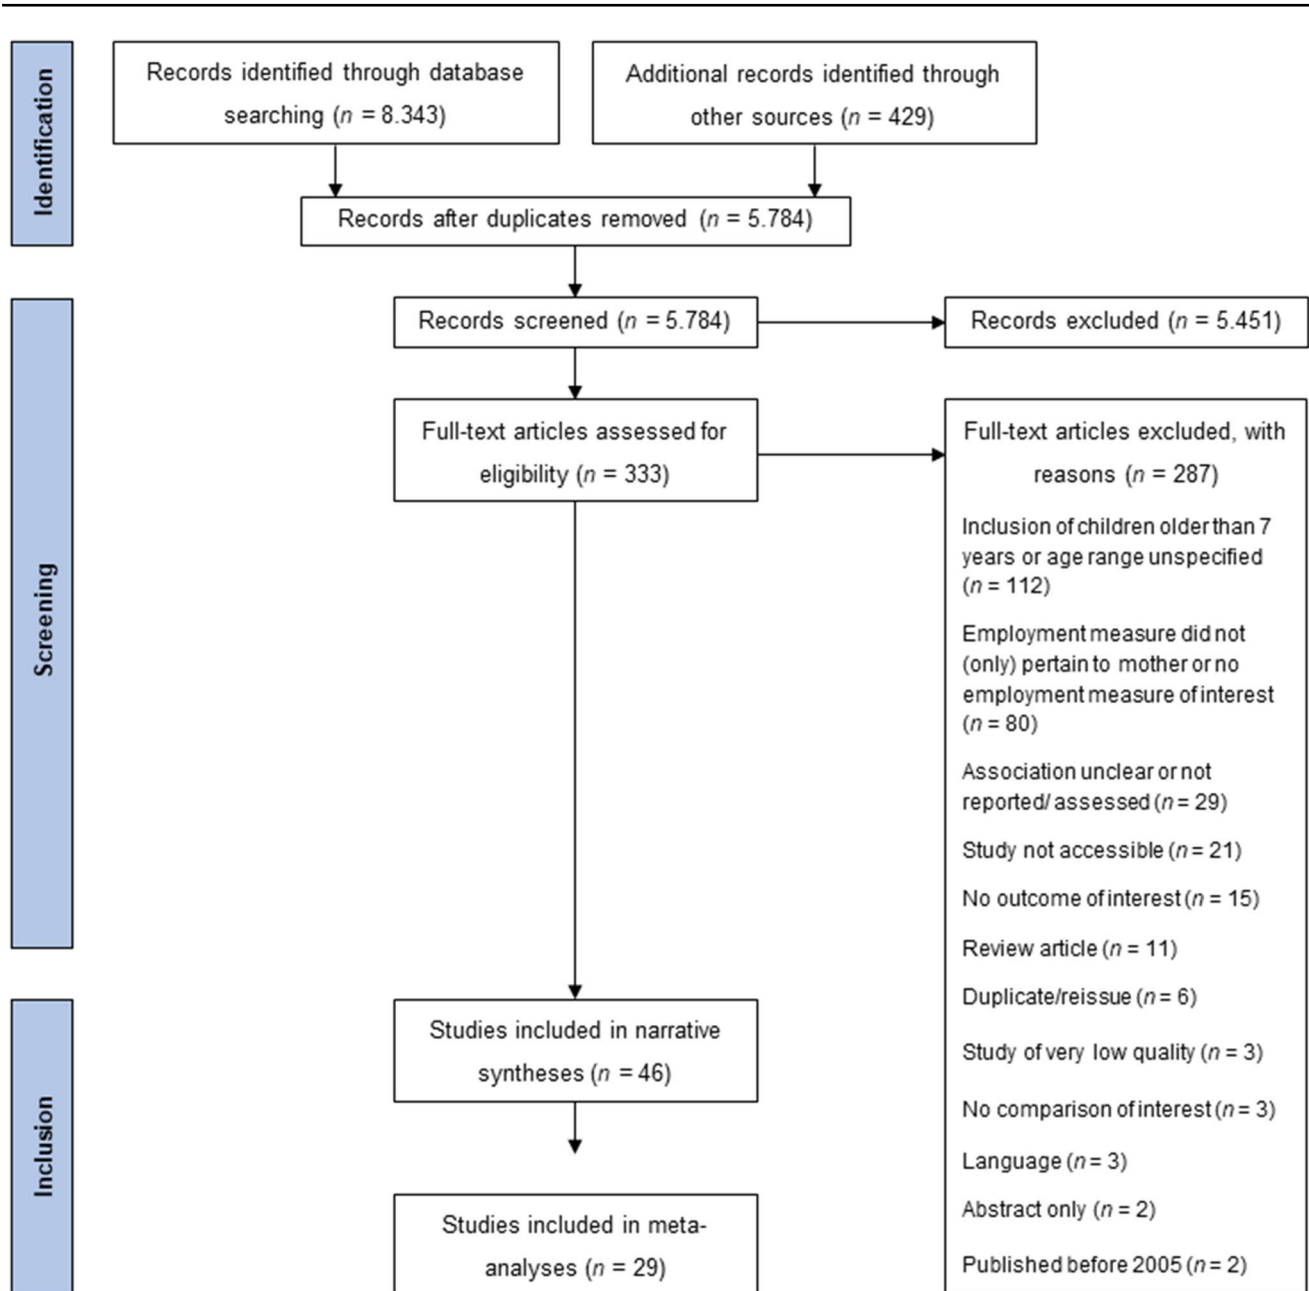 Identification
Records identified through database
searching (n = 8.343)
Additional records identified through
other sources (n = 429)
Records after duplicates removed (n = 5.784)
Screening
Records screened (n = 5.784)
Records excluded (n = 5.451)
Full-text articles assessed for
eligibility (n = 333)
Full-text articles excluded, with
reasons (n = 287)
Inclusion of children older than 7
years or age range unspecified
(n = 112)
Employment measure did not
(only) pertain to mother or no
employment measure of interest
(n = 80)
Association unclear or not
reported/ assessed (n = 29)
Study not accessible (n = 21)
No outcome of interest (n = 15)
Review article (n = 11)
Duplicate/reissue (n = 6)
Study of very low quality (n = 3)
No comparison of interest (n = 3)
Language (n = 3)
Abstract only (n = 2)
Published before 2005 (n = 2)
Inclusion
Studies included in narrative
syntheses (n = 46)
Studies included in meta-
analyses (n = 29)